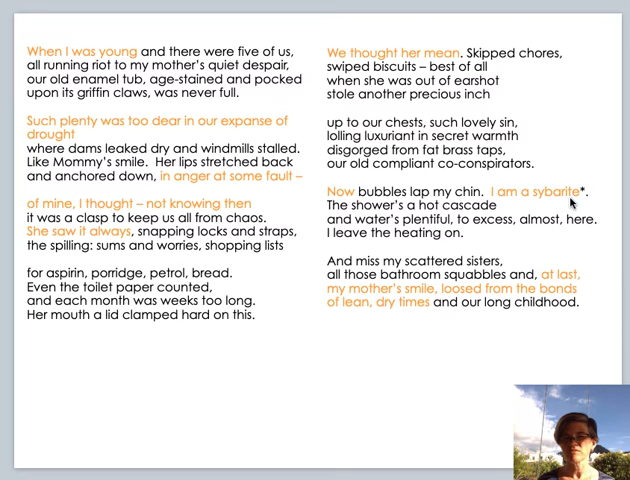 When I was young and there were five of us,
all running riot to my mother's quiet despair,
our old enamel tub, age-stained and pocked
upon its griffin claws, was never full.
Such plenty was too dear in our expanse of
drought
where dams leaked dry and windmills stalled.
Like Mommy's smile.  Her lips stretched back
and anchored down, in anger at some fault –
of mine, I thought – not knowing then
it was a clasp to keep us all from chaos.
She saw it always, snapping locks and straps,
the spilling: sums and worries, shopping lists
for aspirin, porridge, petrol, bread.
Even the toilet paper counted,
and each month was weeks too long.
Her mouth a lid clamped hard on this.
We thought her mean. Skipped chores,
swiped biscuits – best of all
when she was out of earshot
stole another precious inch
up to our chests, such lovely sin,
lolling luxuriant in secret warmth
disgorged from fat brass taps,
our old compliant co-conspirators.
Now bubbles lap my chin.  I am a sybarite*.
The shower's a hot cascade
and water's plentiful, to excess, almost, here.
I leave the heating on.
And miss my scattered sisters,
all those bathroom squabbles and, at last,
my mother's smile, loosed from the bonds
of lean, dry times and our long childhood.